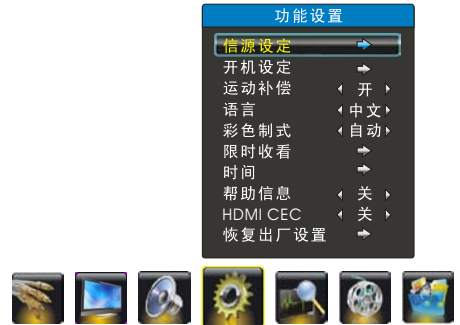 功能设置
信源设定
开机设定
运动补偿 开
语言 中文
彩色制式 自动
限时收看
时间
帮助信息 关
HDMI CEC 关
恢复出厂设置